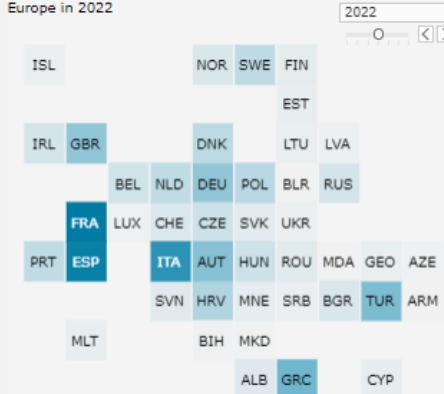 Europe in 2022
2022
ISL NOR SWE FIN
EST
IRL GBR DNK LTU LVA
BEL NLD DEU POL BLR RUS
FRA LUX CHE CZE SVK UKR
PRT ESP ITA AUT HUN ROU MDA GEO AZE
SVN HRV MNE SRB BGR TUR ARM
MLT BIH MKD
ALB GRC CYP